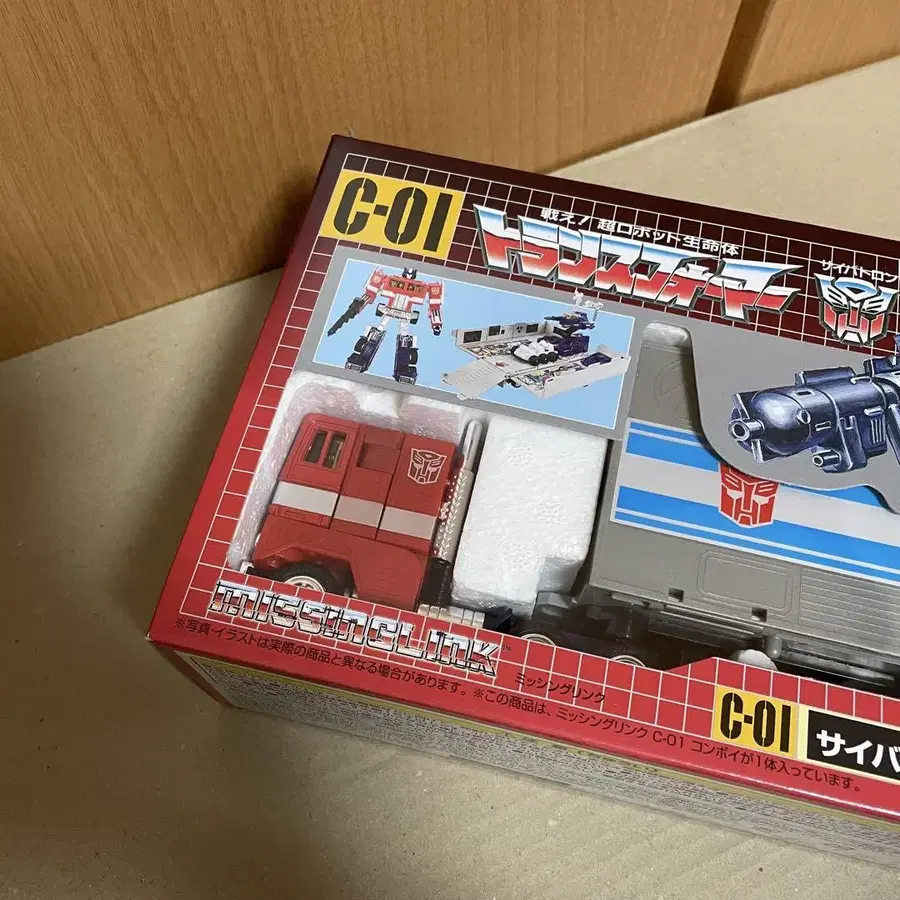 C-01
戦え!超ロボット生命体
トランスフォーマー
サイバトロン
MISSING LINK™
ミッシングリンク
※写真・イラストは実際の商品と異なる場合があります。※この商品は、ミッシングリンク C-01 コンボイが1体入っています。
C-01
サイバ